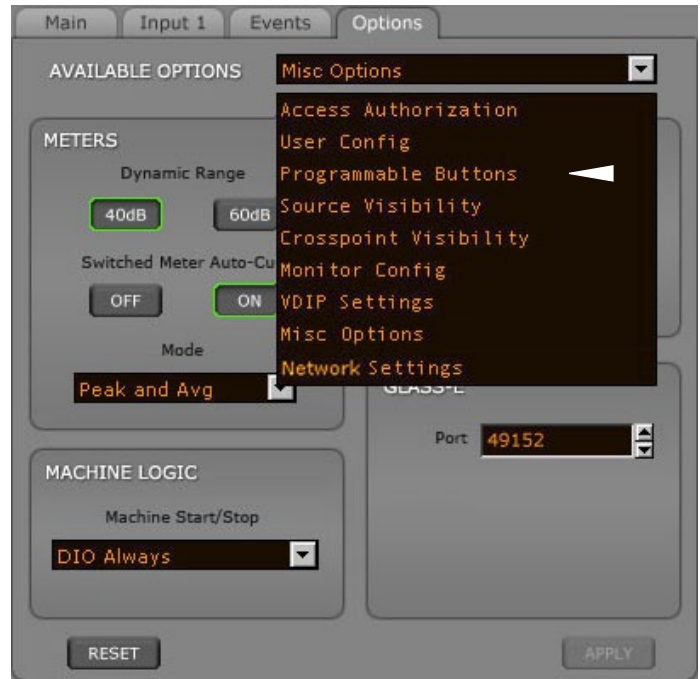 Main Input 1 Events Options
AVAILABLE OPTIONS Misc Options
Access Authorization
User Config
Programmable Buttons
Source Visibility
Crosspoint Visibility
Monitor Config
VDIP Settings
Misc Options
Network Settings
METERS
Dynamic Range
40dB 60dB
Switched Meter Auto-Cu
OFF ON
Mode
Peak and Avg
MACHINE LOGIC
Machine Start/Stop
DIO Always
GLASS-E
Port 49152
RESET APPLY